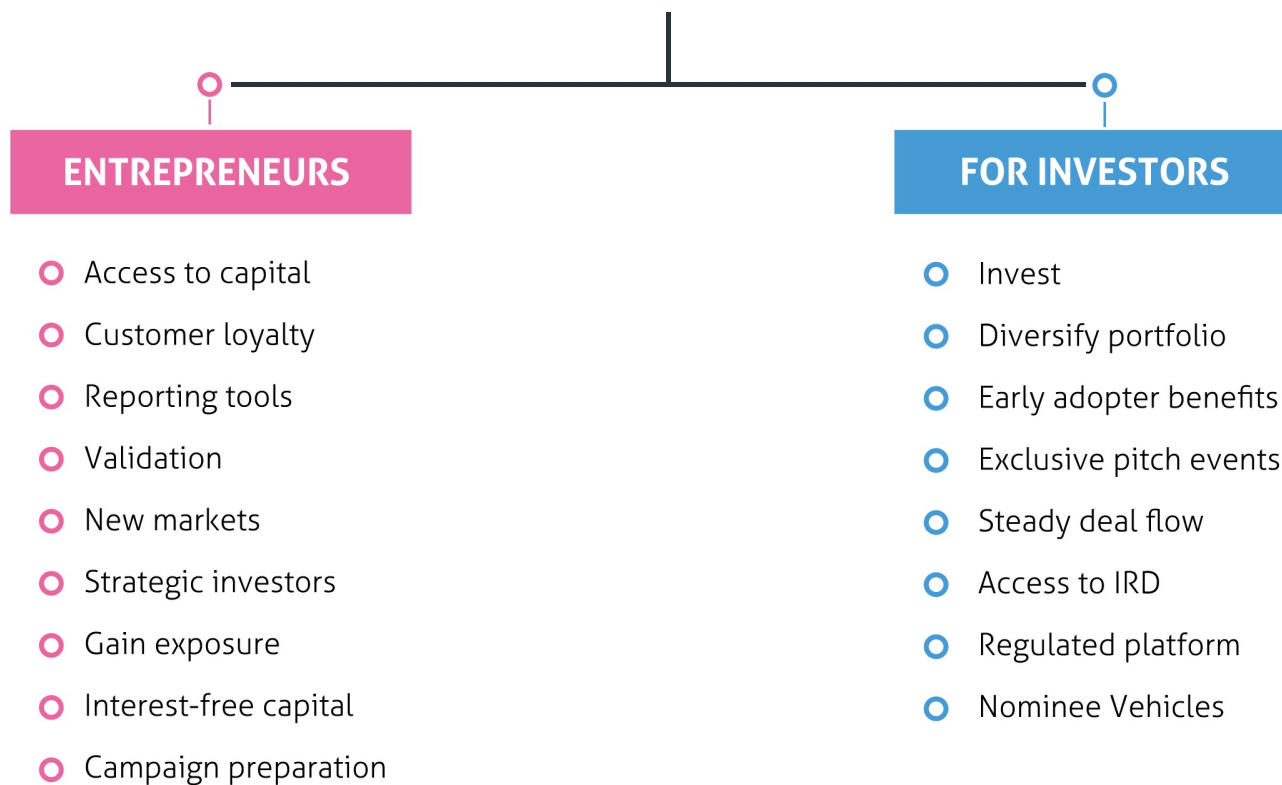 ENTREPRENEURS
Access to capital
Customer loyalty
Reporting tools
Validation
New markets
Strategic investors
Gain exposure
Interest-free capital
Campaign preparation
FOR INVESTORS
Invest
Diversify portfolio
Early adopter benefits
Exclusive pitch events
Steady deal flow
Access to IRD
Regulated platform
Nominee Vehicles